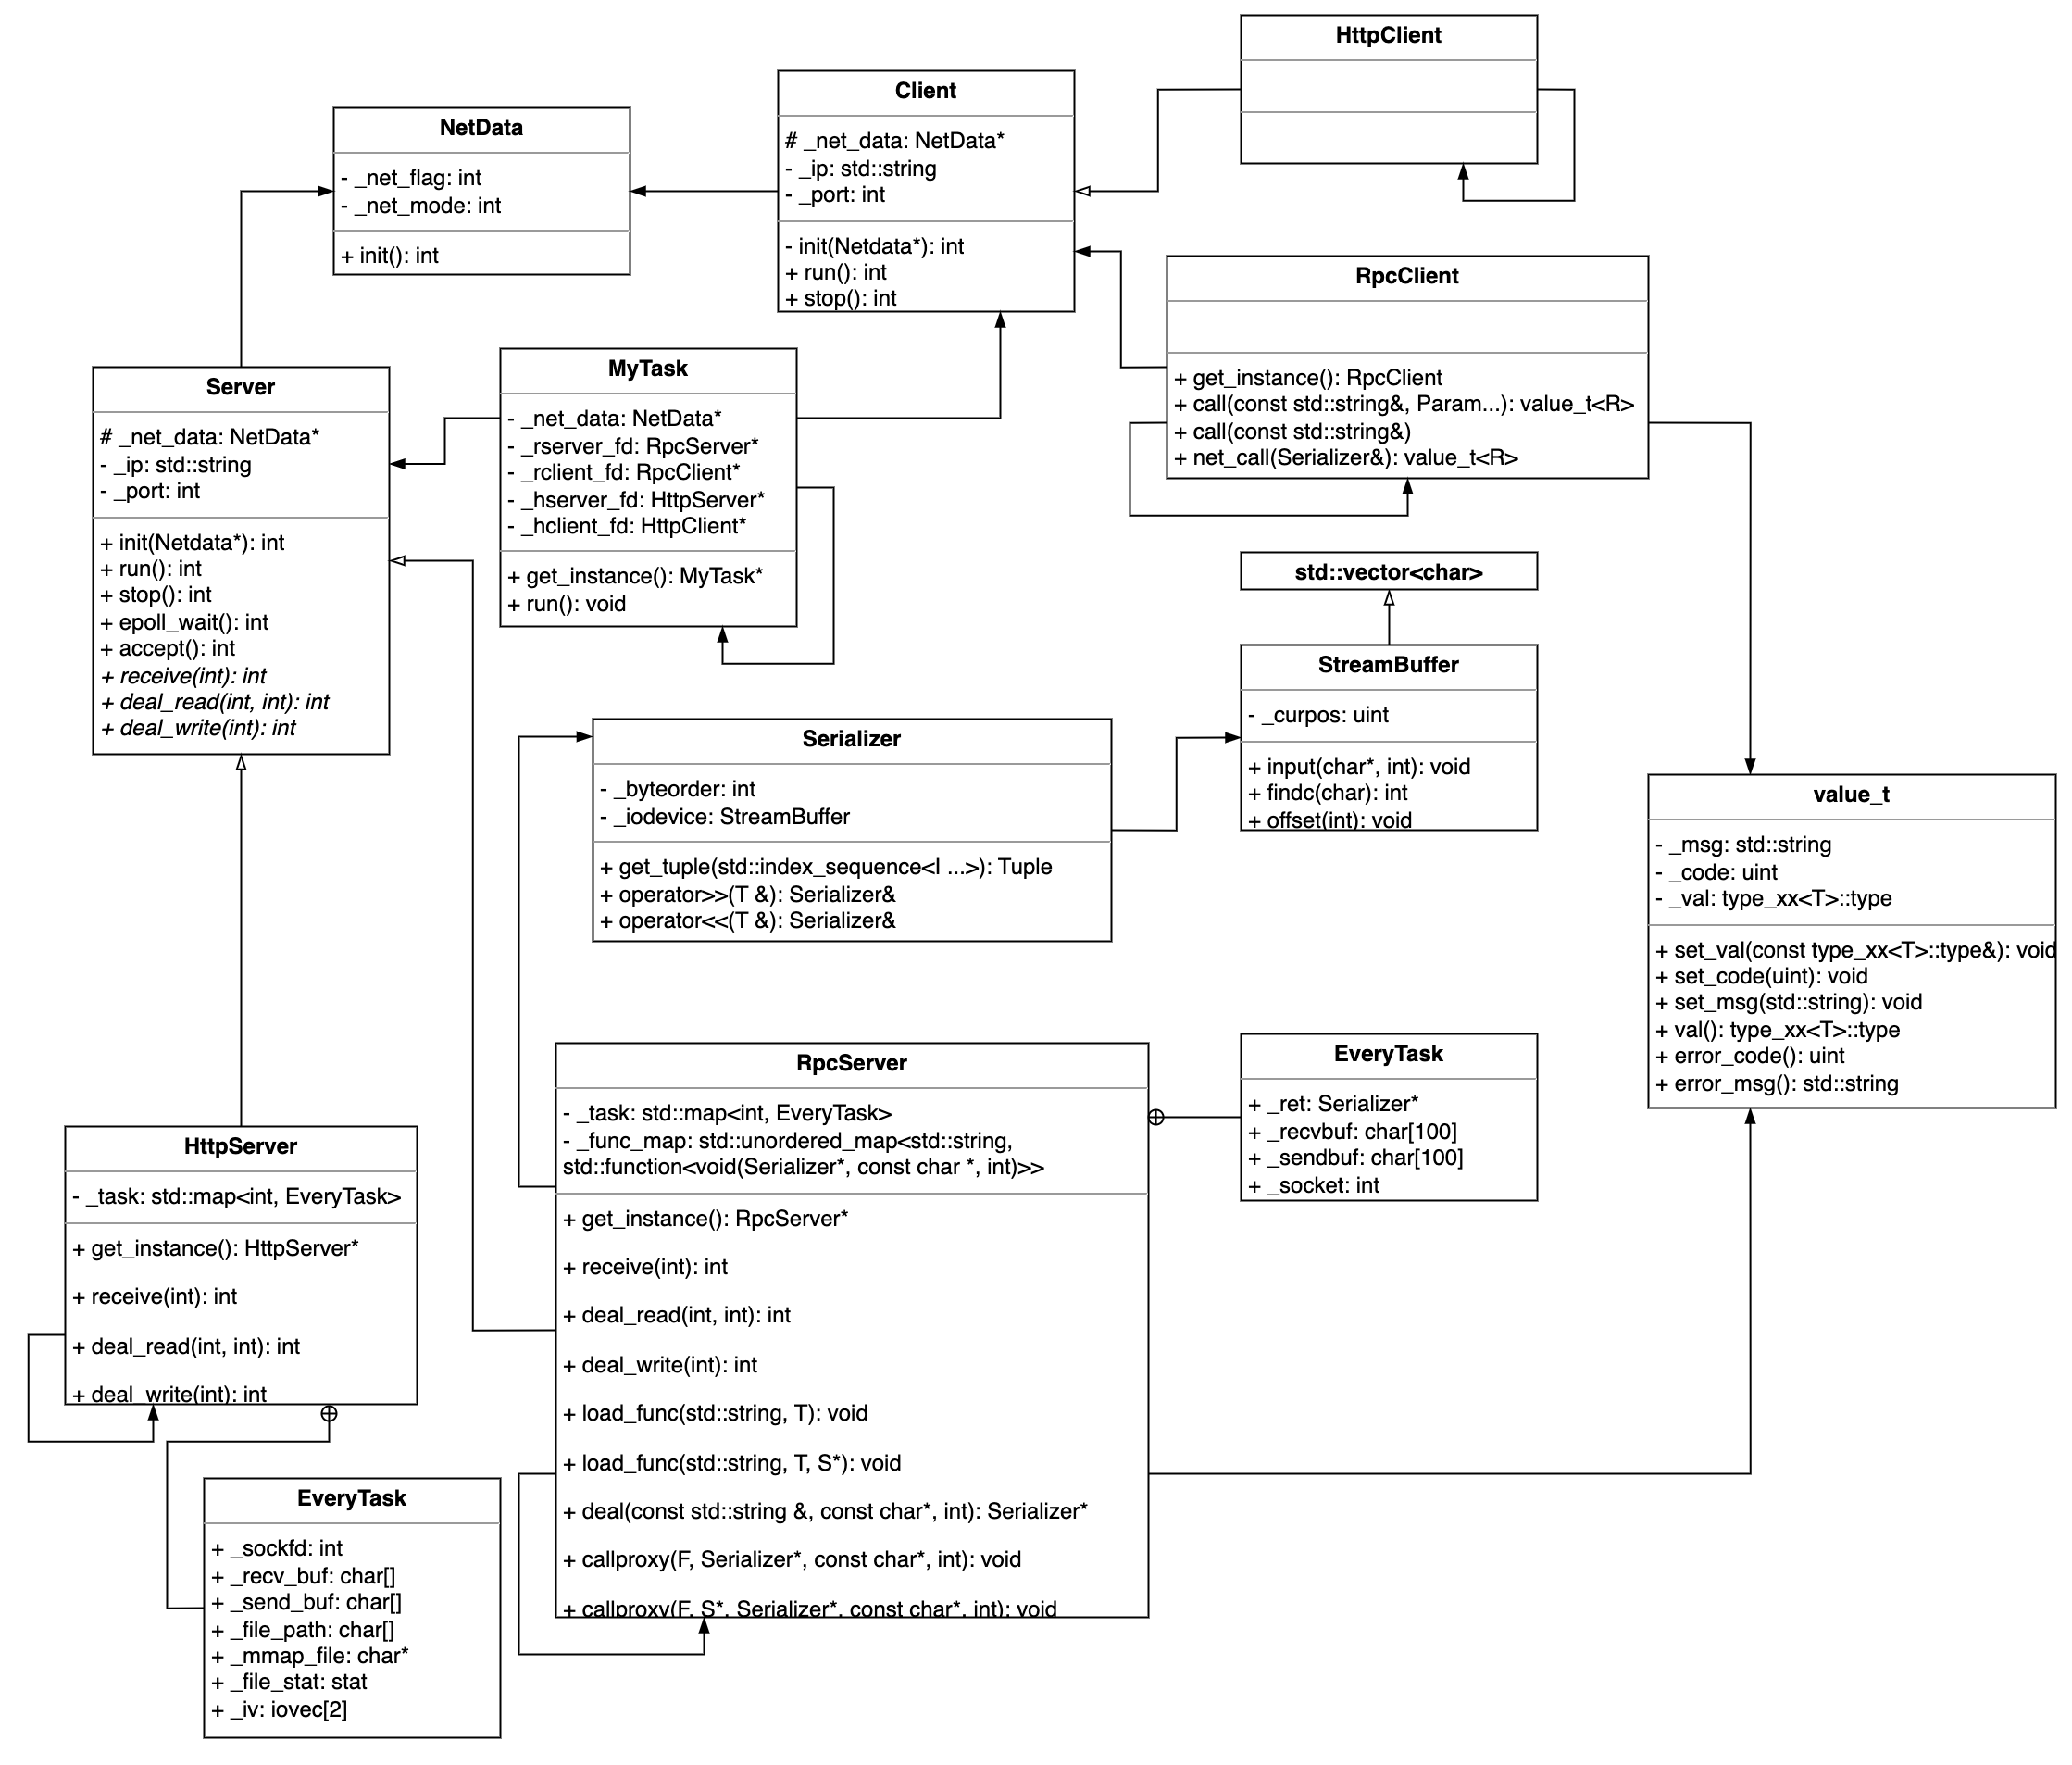 HttpClient
Client
# _net_data: NetData*
- _ip: std::string
- _port: int
- init(Netdata*): int
+ run(): int
+ stop(): int
NetData
- _net_flag: int
- _net_mode: int
+ init(): int
RpcClient
+ get_instance(): RpcClient
+ call(const std::string&, Param...): value_t<R>
+ call(const std::string&)
+ net_call(Serializer&): value_t<R>
MyTask
- _net_data: NetData*
- _rserver_fd: RpcServer*
- _rclient_fd: RpcClient*
- _hserver_fd: HttpServer*
- _hclient_fd: HttpClient*
+ get_instance(): MyTask*
+ run(): void
Server
# _net_data: NetData*
- _ip: std::string
- _port: int
+ init(Netdata*): int
+ run(): int
+ stop(): int
+ epoll_wait(): int
+ accept(): int
+ receive(int): int
+ deal_read(int, int): int
+ deal_write(int): int
std::vector<char>
StreamBuffer
- _curpos: uint
+ input(char*, int): void
+ findc(char): int
+ offset(int): void
Serializer
- _byteorder: int
- _iodevice: StreamBuffer
+ get_tuple(std::index_sequence<I ...>): Tuple
+ operator>>(T &): Serializer&
+ operator<<(T &): Serializer&
value_t
- _msg: std::string
- _code: uint
- _val: type_xx<T>::type
+ set_val(const type_xx<T>::type&): void
+ set_code(uint): void
+ set_msg(std::string): void
+ val(): type_xx<T>::type
+ error_code(): uint
+ error_msg(): std::string
RpcServer
- _task: std::map<int, EveryTask>
- _func_map: std::unordered_map<std::string,
std::function<void(Serializer*, const char *, int)>>
+ get_instance(): RpcServer*
+ receive(int): int
+ deal_read(int, int): int
+ deal_write(int): int
+ load_func(std::string, T): void
+ load_func(std::string, T, S*): void
+ deal(const std::string &, const char*, int): Serializer*
+ callproxy(F, Serializer*, const char*, int): void
+ callproxy(F, S*, Serializer*, const char*, int): void
EveryTask
+ _ret: Serializer*
+ _recvbuf: char[100]
+ _sendbuf: char[100]
+ _socket: int
HttpServer
- _task: std::map<int, EveryTask>
+ get_instance(): HttpServer*
+ receive(int): int
+ deal_read(int, int): int
+ deal_write(int): int
EveryTask
+ _sockfd: int
+ _recv_buf: char[]
+ _send_buf: char[]
+ _file_path: char[]
+ _mmap_file: char*
+ _file_stat: stat
+ _iv: iovec[2]